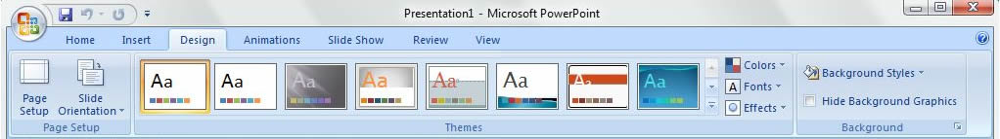 Presentation1 - Microsoft PowerPoint
Home Insert Design Animations Slide Show Review View
Aa Aa Aa Aa Aa Aa Aa Aa
Colors
Fonts
Effects
Page Setup
Slide Orientation
Background Styles
Hide Background Graphics
Page Setup Themes Background